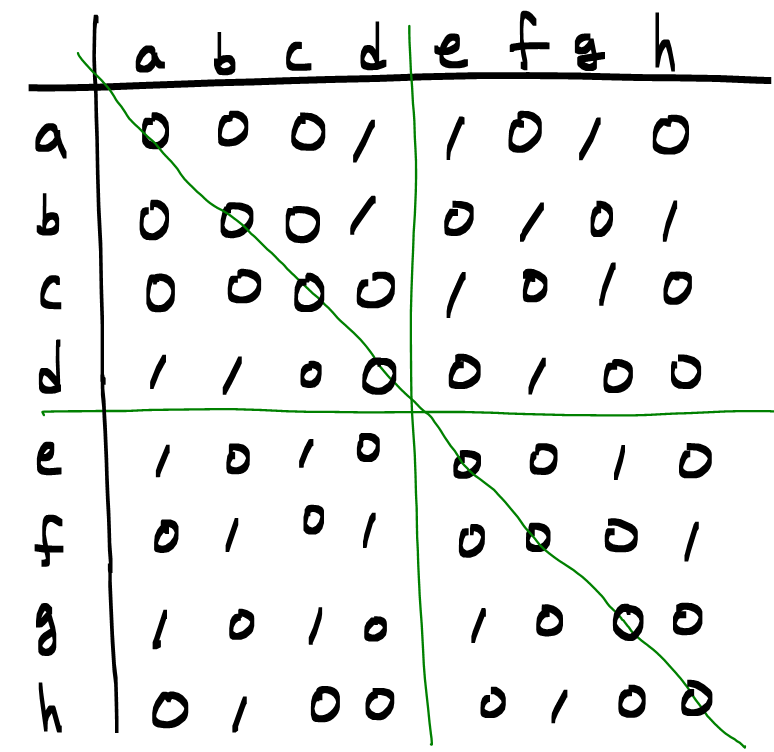 a b c d e f g h
a 0 0 0 1 1 0 1 0
b 0 0 0 1 0 1 0 1
c 0 0 0 0 1 0 1 0
d 1 1 0 0 0 1 0 0
e 1 0 1 0 0 0 1 0
f 0 1 0 1 0 0 0 1
g 1 0 1 0 1 0 0 0
h 0 1 0 0 0 1 0 0